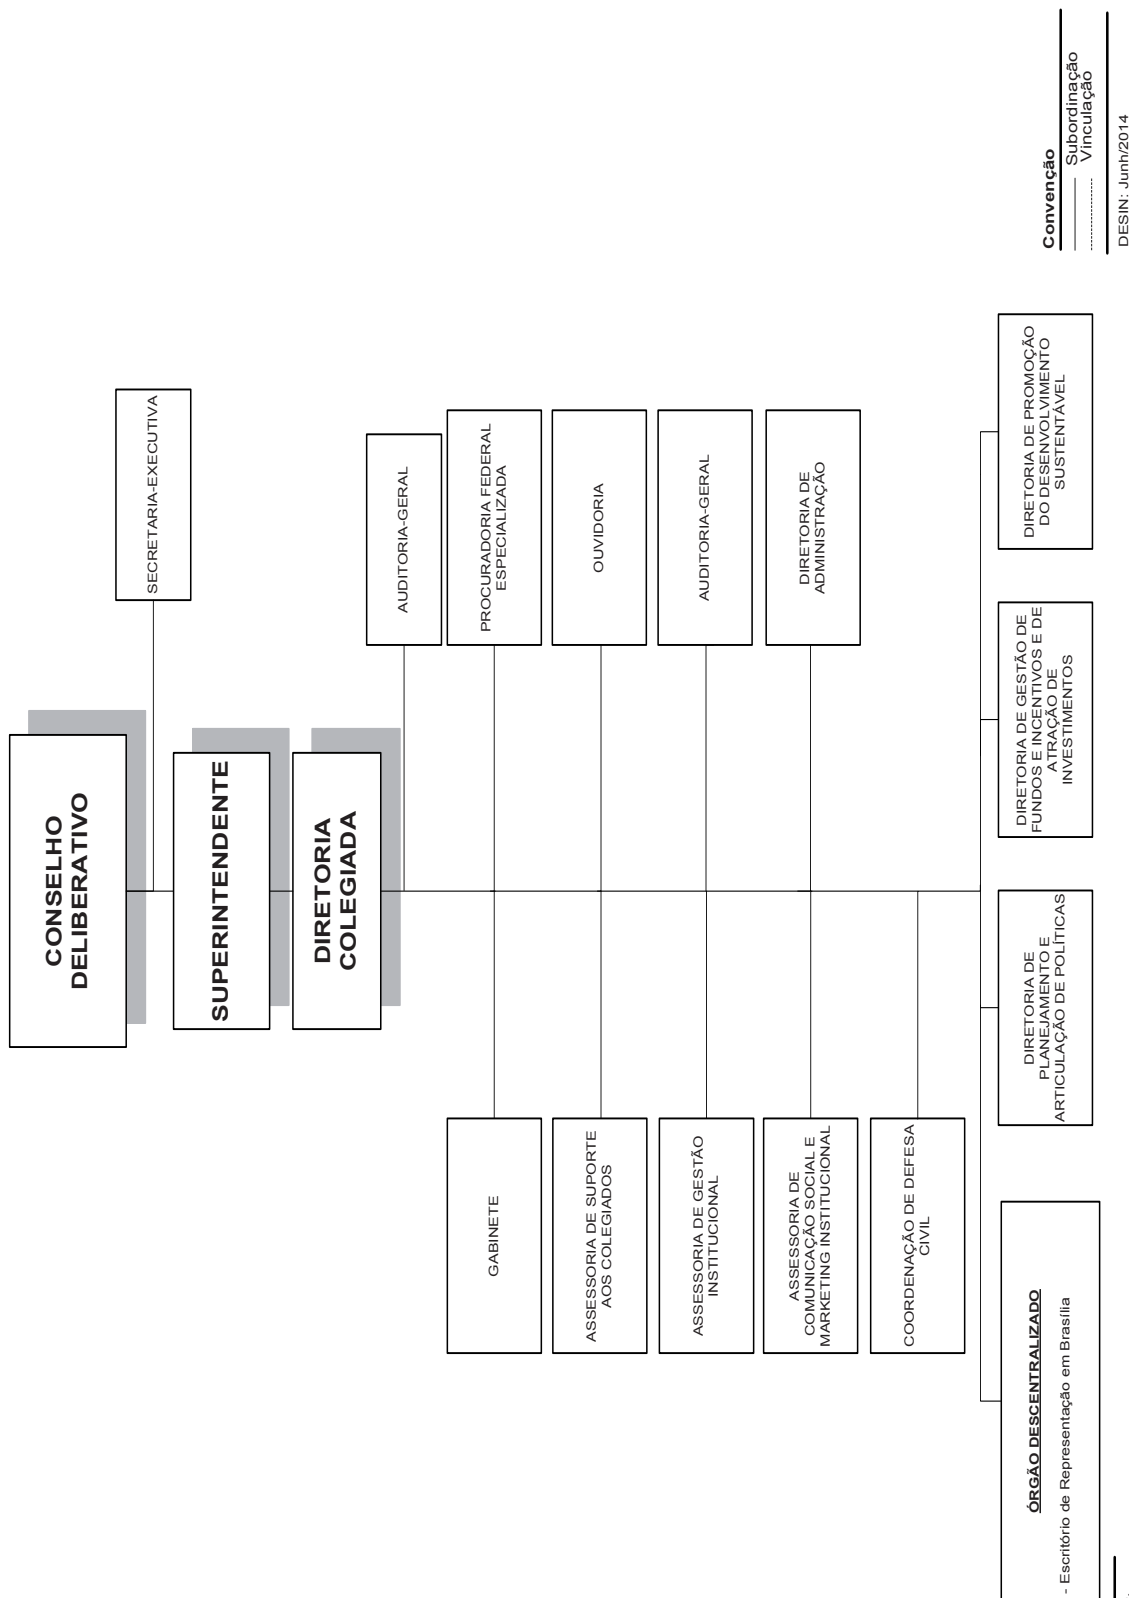 CONSELHO
DELIBERATIVO
SECRETARIA-EXECUTIVA
SUPERINTENDENTE
DIRETORIA
COLEGIADA
AUDITORIA-GERAL
GABINETE
PROCURADORIA FEDERAL
ESPECIALIZADA
ASSESSORIA DE SUPORTE
AOS COLEGIADOS
OUVIDORIA
ASSESSORIA DE GESTÃO
INSTITUCIONAL
AUDITORIA-GERAL
ASSESSORIA DE
COMUNICAÇÃO SOCIAL E
MARKETING INSTITUCIONAL
DIRETORIA DE
ADMINISTRAÇÃO
COORDENAÇÃO DE DEFESA
CIVIL
ÓRGÃO DESCENTRALIZADO
- Escritório de Representação em Brasília
DIRETORIA DE
PLANEJAMENTO E
ARTICULAÇÃO DE POLÍTICAS
DIRETORIA DE GESTÃO DE
FUNDOS E INCENTIVOS E DE
ATRAÇÃO DE
INVESTIMENTOS
DIRETORIA DE PROMOÇÃO
DO DESENVOLVIMENTO
SUSTENTÁVEL
Convenção
Subordinação
Vinculação
DESIN: Junh/2014